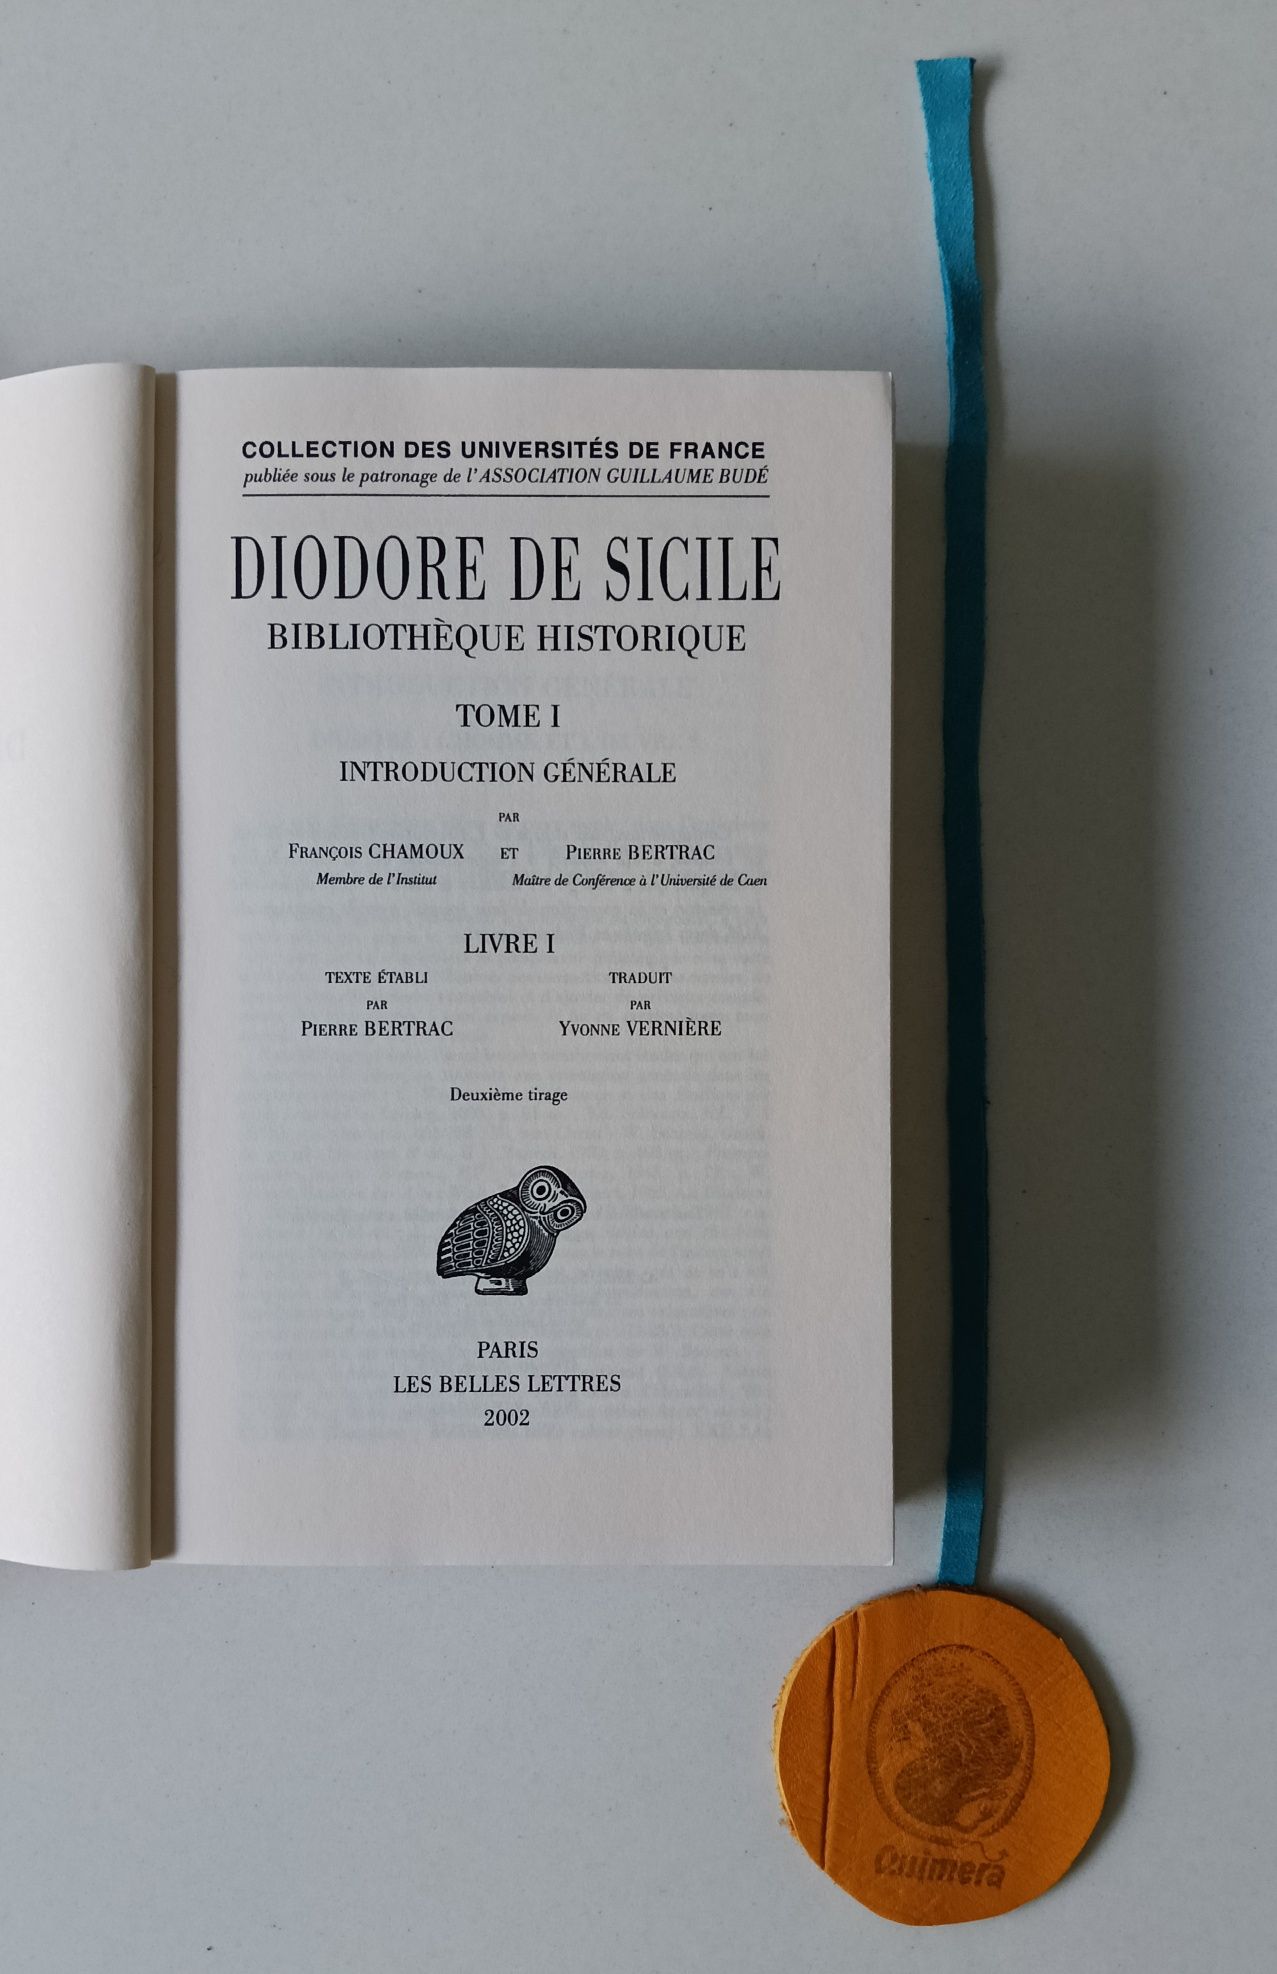 COLLECTION DES UNIVERSITÉS DE FRANCE
publiée sous le patronage de l'ASSOCIATION GUILLAUME BUDÉ
DIODORE DE SICILE
BIBLIOTHÈQUE HISTORIQUE
TOME I
INTRODUCTION GÉNÉRALE
PAR
FRANÇOIS CHAMOUX ET PIERRE BERTRAC
Membre de l'Institut Maître de Conférence à l'Université de Caen
LIVRE I
TEXTE ÉTABLI TRADUIT
PAR PAR
PIERRE BERTRAC YVONNE VERNIÈRE
Deuxième tirage
PARIS
LES BELLES LETTRES
2002
Quimera